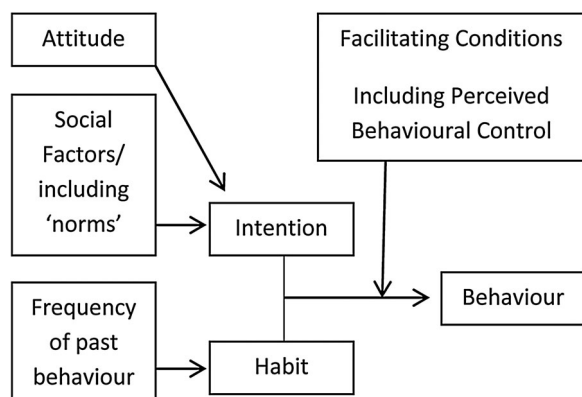 Attitude
Facilitating Conditions
Including Perceived
Behavioural Control
Social
Factors/
including
‘norms’
Intention
Behaviour
Frequency
of past
behaviour
Habit